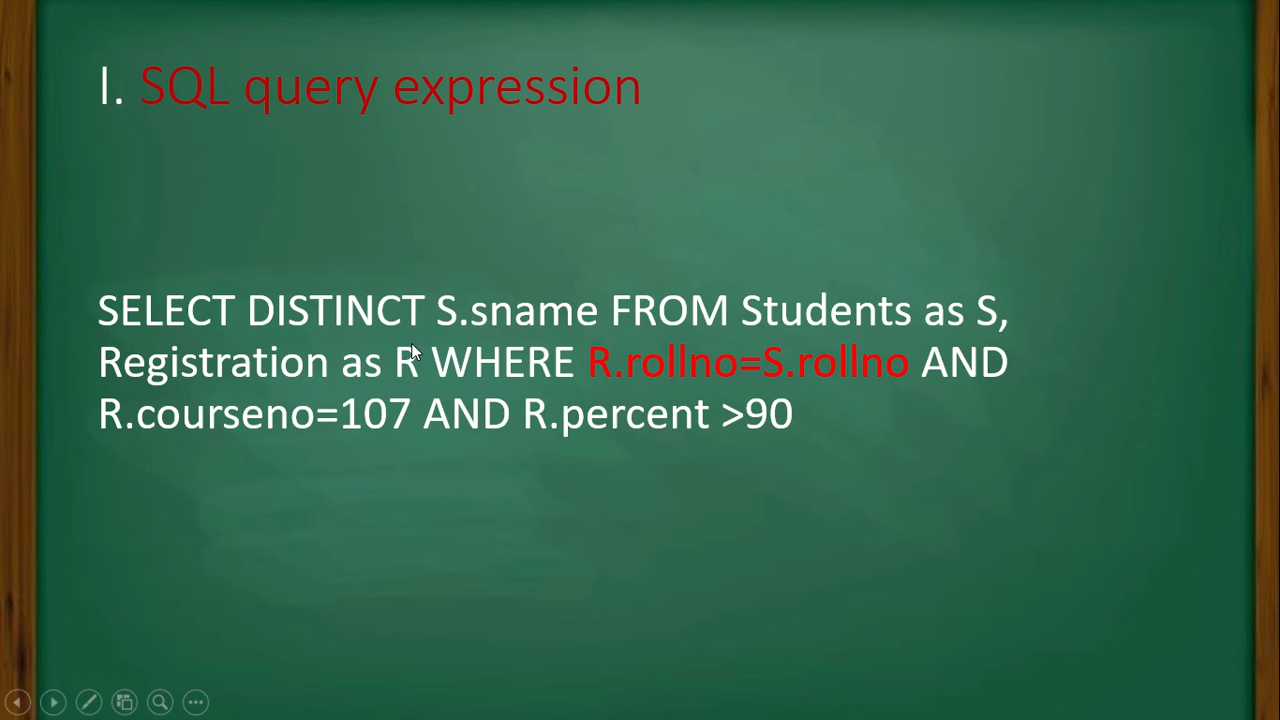 I. SQL query expression
SELECT DISTINCT S.sname FROM Students as S,
Registration as R WHERE R.rollno=S.rollno AND
R.courseno=107 AND R.percent >90